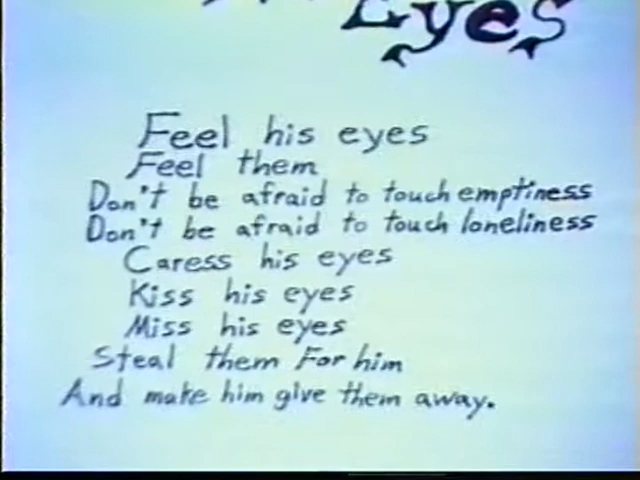 Eyes
Feel his eyes
Feel them
Don't be afraid to touch emptiness
Don't be afraid to touch loneliness
Caress his eyes
Kiss his eyes
Miss his eyes
Steal them For him
And make him give them away.